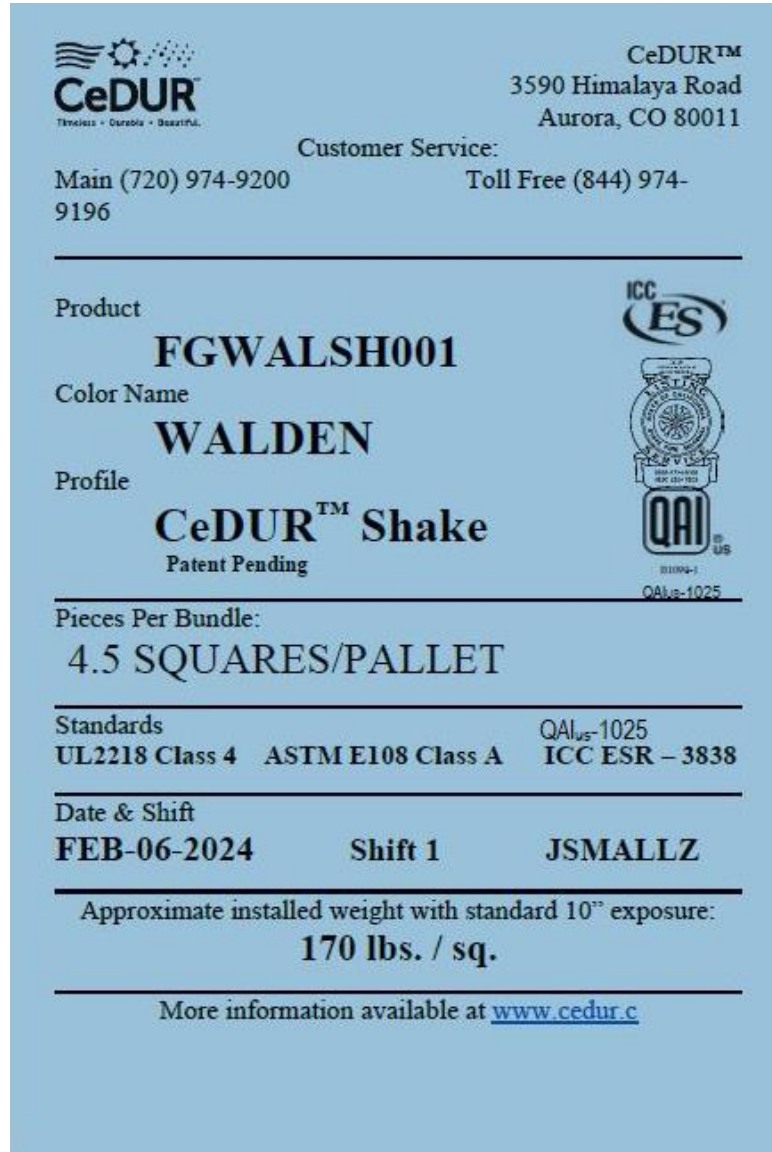 CeDUR™
Timeless • Durable • Beautiful.
CeDUR™
3590 Himalaya Road
Aurora, CO 80011
Customer Service:
Main (720) 974-9200 Toll Free (844) 974-
9196
Product
FGWALSH001
Color Name
WALDEN
Profile
CeDUR™ Shake
Patent Pending
ICC
ES
LISTING
SERVICE
QAI
US
QAIus-1025
Pieces Per Bundle:
4.5 SQUARES/PALLET
Standards
QAIus-1025
UL2218 Class 4 ASTM E108 Class A ICC ESR – 3838
Date & Shift
FEB-06-2024 Shift 1 JSMALLZ
Approximate installed weight with standard 10” exposure:
170 lbs. / sq.
More information available at www.cedur.c